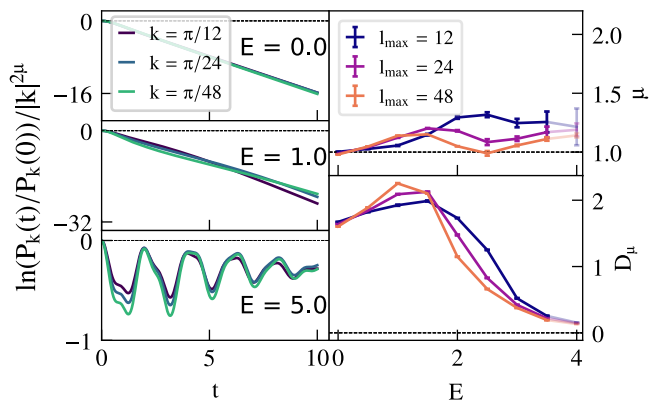 ln(P_k(t)/P_k(0))/|k|^{2μ}
0
−16
k = π/12
k = π/24
k = π/48
E = 0.0
0
−32
E = 1.0
0
−1
E = 5.0
0
5
10
t
l_max = 12
l_max = 24
l_max = 48
2.0
1.5
1.0
μ
2
1
0
D_μ
0
2
4
E